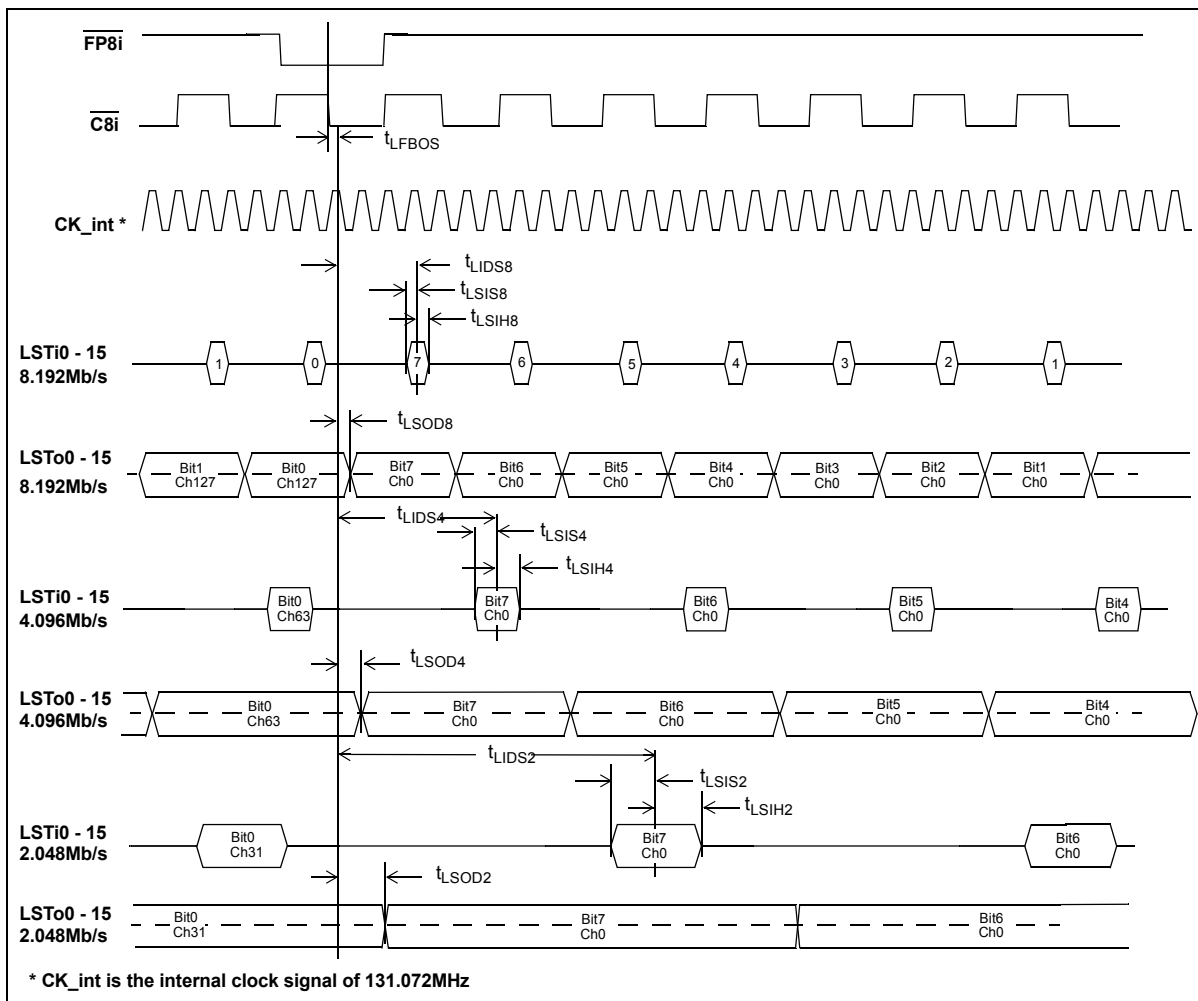 FP8i
C8i
tLFBOS
CK_int *
tLIDS8
tLSIS8
tLSIH8
LSTi0 - 15
8.192Mb/s
1 0 7 6 5 4 3 2 1
tLSOD8
LSTo0 - 15
8.192Mb/s
Bit1 Bit0 Bit7 Bit6 Bit5 Bit4 Bit3 Bit2 Bit1
Ch127 Ch127 Ch0 Ch0 Ch0 Ch0 Ch0 Ch0 Ch0
tLIDS4
tLSIS4
tLSIH4
LSTi0 - 15
4.096Mb/s
Bit0 Bit7 Bit6 Bit5 Bit4
Ch63 Ch0 Ch0 Ch0 Ch0
tLSOD4
LSTo0 - 15
4.096Mb/s
Bit0 Bit7 Bit6 Bit5 Bit4
Ch63 Ch0 Ch0 Ch0 Ch0
tLIDS2
tLSIS2
tLSIH2
LSTi0 - 15
2.048Mb/s
Bit0 Bit7 Bit6
Ch31 Ch0 Ch0
tLSOD2
LSTo0 - 15
2.048Mb/s
Bit0 Bit7 Bit6
Ch31 Ch0 Ch0
* CK_int is the internal clock signal of 131.072MHz